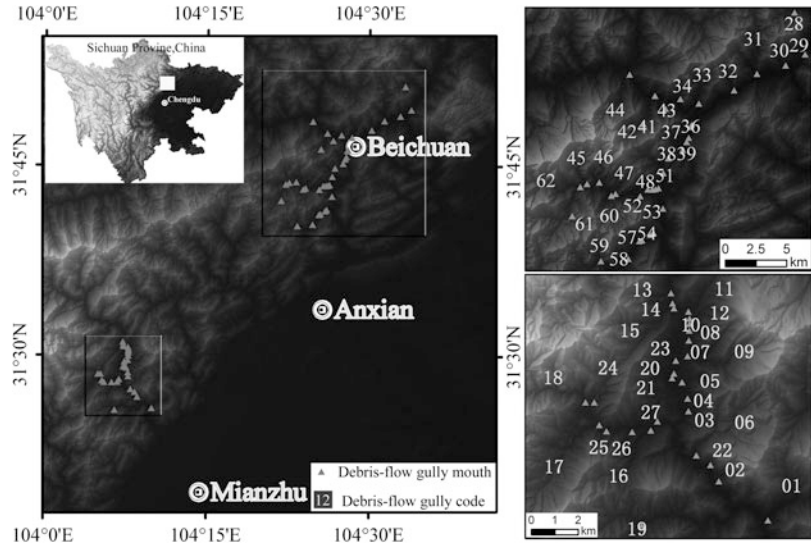 104°0'E 104°15'E 104°30'E
Sichuan Provine,China
Chengdu
Beichuan
Anxian
Mianzhu
31°45'N
31°30'N
31°45'N
31°30'N
Debris-flow gully mouth
12 Debris-flow gully code
104°0'E 104°15'E 104°30'E
28
31
30 29
34 33 32
44 43
42 41 37 36
45 46 38 39
62 47 48 51
60 52 53
61
59 57 54
58
0 2.5 5
km
13 11
14 12
10
15 08
23 07 09
24 20
18 21 05
04
27 03 06
25 26 22
17 16 02
01
19
0 1 2
km